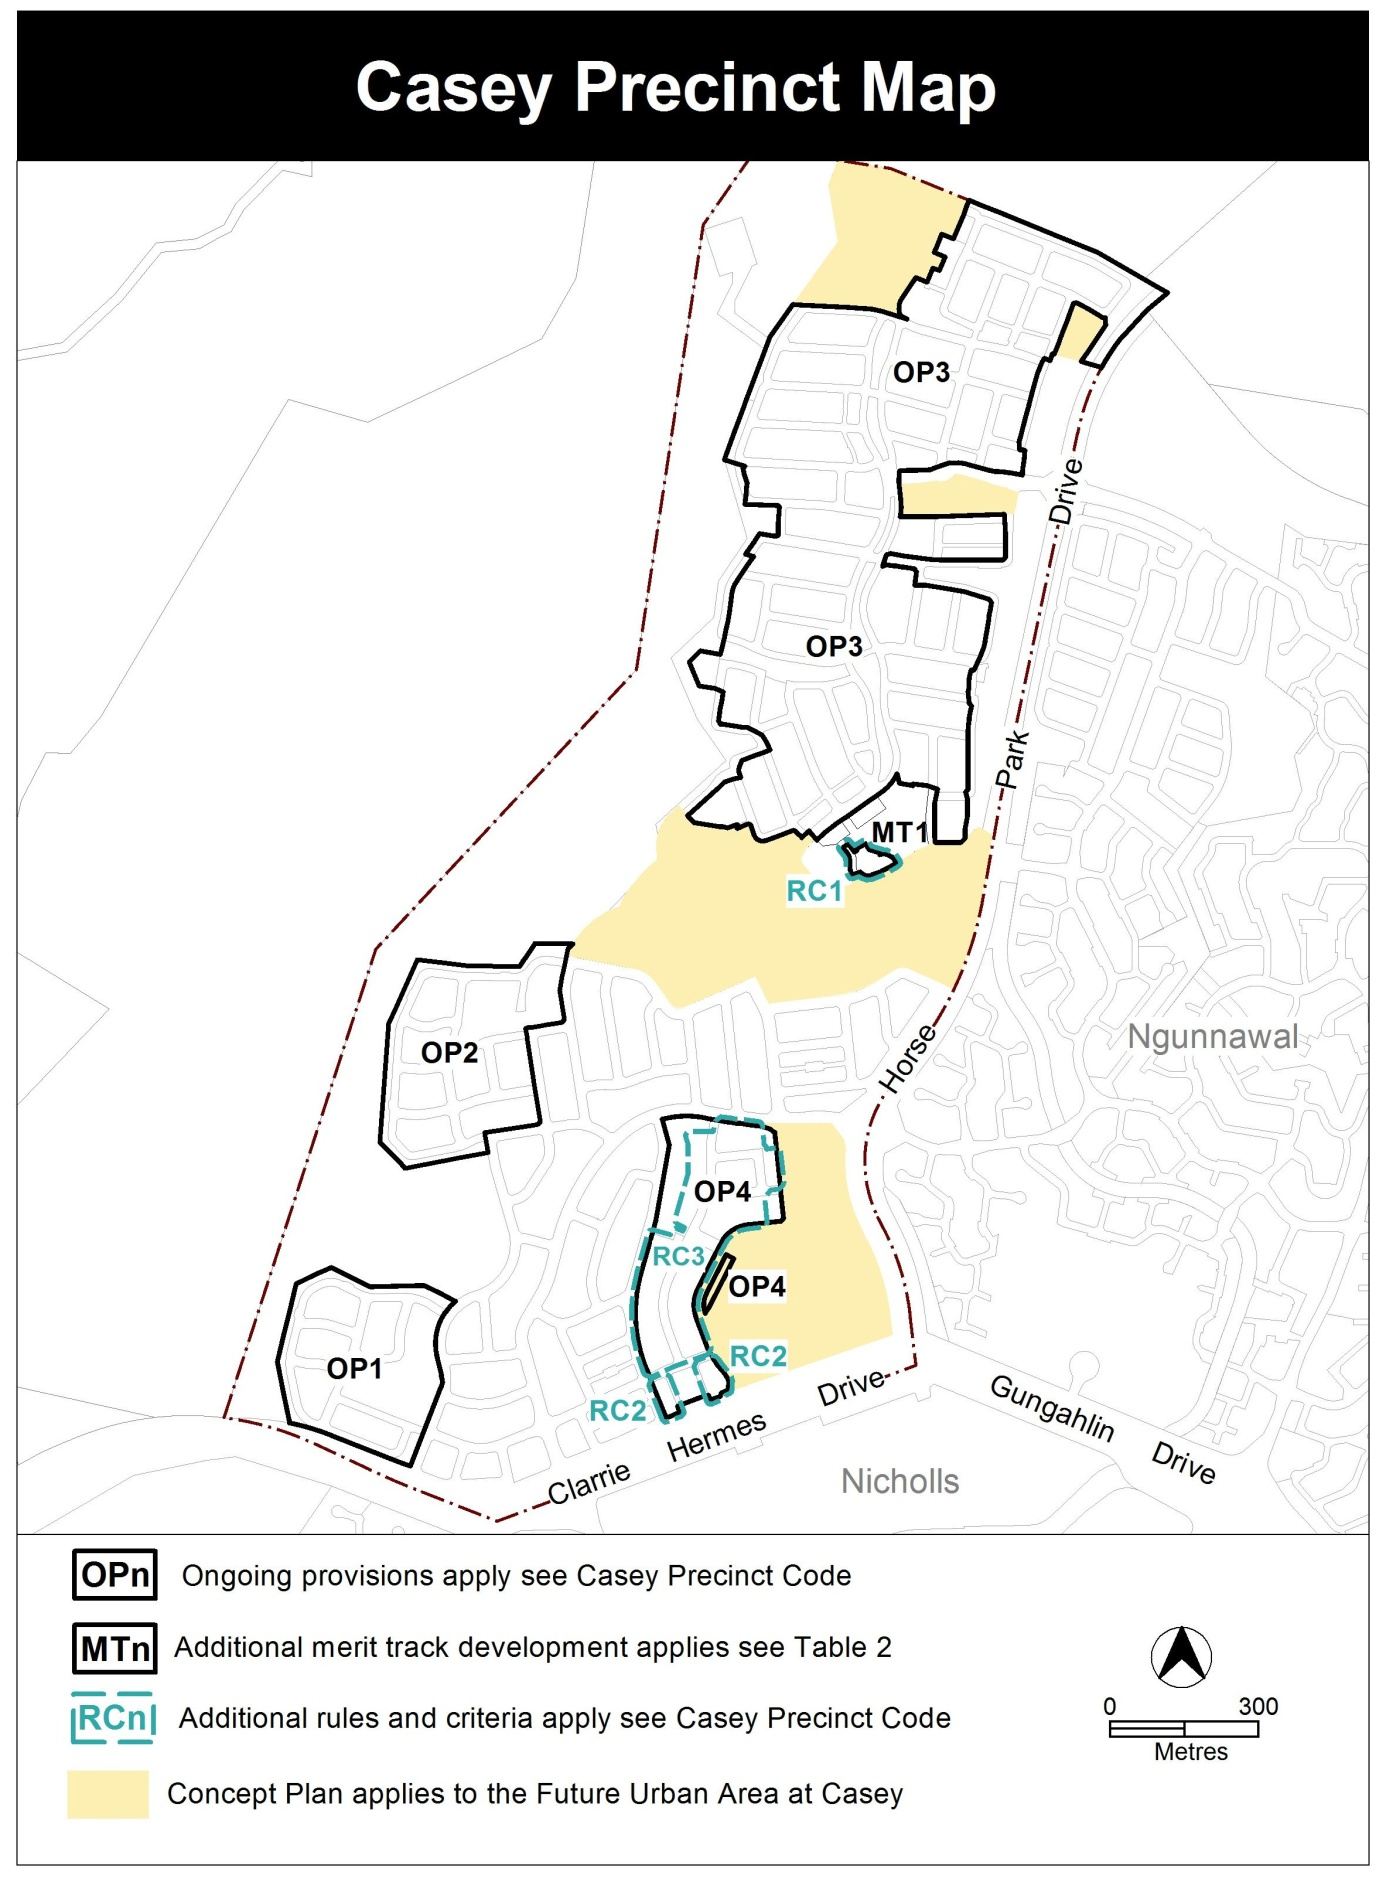 Casey Precinct Map
OP3
Drive
OP3
Park
MT1
RC1
Horse
Ngunnawal
OP2
OP4
RC3
OP4
RC2
OP1
RC2
Drive
Hermes
Clarrie
Gungahlin
Drive
Nicholls
OPn Ongoing provisions apply see Casey Precinct Code
MTn Additional merit track development applies see Table 2
RCn Additional rules and criteria apply see Casey Precinct Code
0 300
Metres
Concept Plan applies to the Future Urban Area at Casey